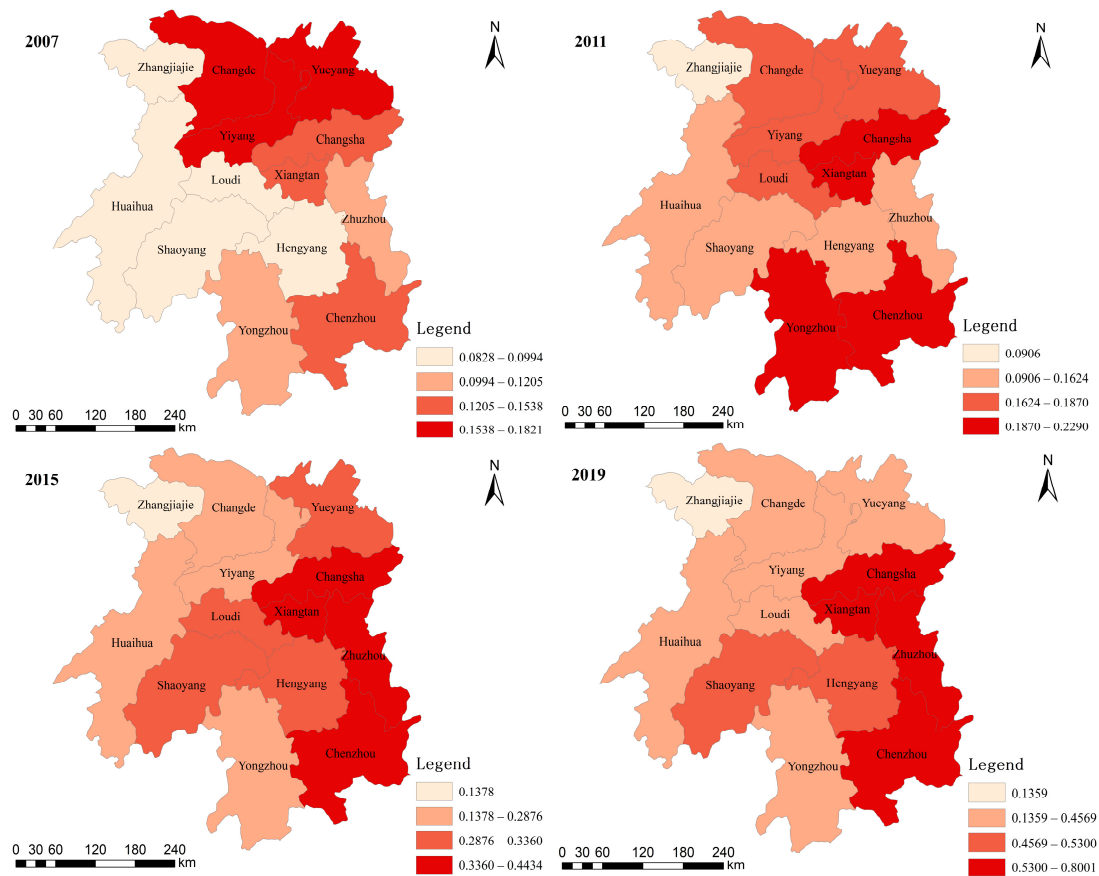 2007
N
Zhangjiajie
Changde
Yueyang
Yiyang
Changsha
Loudi
Xiangtan
Huaihua
Zhuzhou
Shaoyang
Hengyang
Yongzhou
Chenzhou
Legend
0.0828 – 0.0994
0.0994 – 0.1205
0.1205 – 0.1538
0.1538 – 0.1821
0 30 60 120 180 240
km
2011
N
Zhangjiajie
Changde
Yueyang
Yiyang
Changsha
Loudi
Xiangtan
Huaihua
Zhuzhou
Shaoyang
Hengyang
Yongzhou
Chenzhou
Legend
0.0906
0.0906 – 0.1624
0.1624 – 0.1870
0.1870 – 0.2290
0 30 60 120 180 240
km
2015
N
Zhangjiajie
Changde
Yueyang
Yiyang
Changsha
Loudi
Xiangtan
Huaihua
Zhuzhou
Shaoyang
Hengyang
Yongzhou
Chenzhou
Legend
0.1378
0.1378 – 0.2876
0.2876 0.3360
0.3360 – 0.4434
0 30 60 120 180 240
km
2019
N
Zhangjiajie
Changde
Yueyang
Yiyang
Changsha
Loudi
Xiangtan
Huaihua
Zhuzhou
Shaoyang
Hengyang
Yongzhou
Chenzhou
Legend
0.1359
0.1359 – 0.4569
0.4569 – 0.5300
0.5300 – 0.8001
0 30 60 120 180 240
km